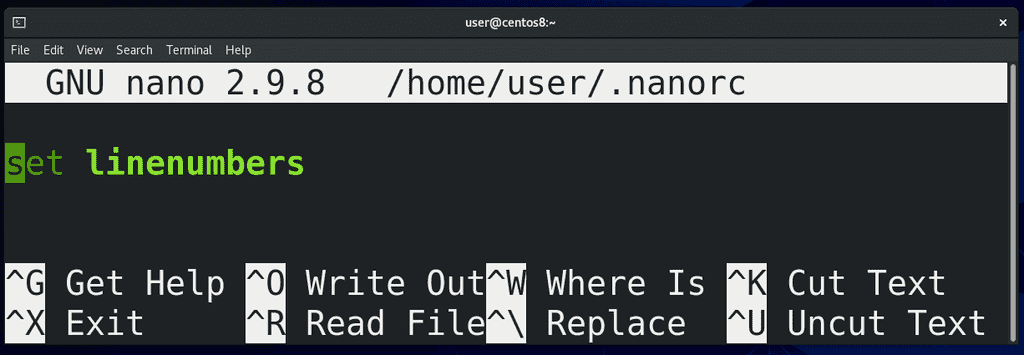 user@centos8:~
File Edit View Search Terminal Help
GNU nano 2.9.8 /home/user/.nanorc
set linenumbers
^G Get Help ^O Write Out ^W Where Is ^K Cut Text
^X Exit ^R Read File ^\ Replace ^U Uncut Text